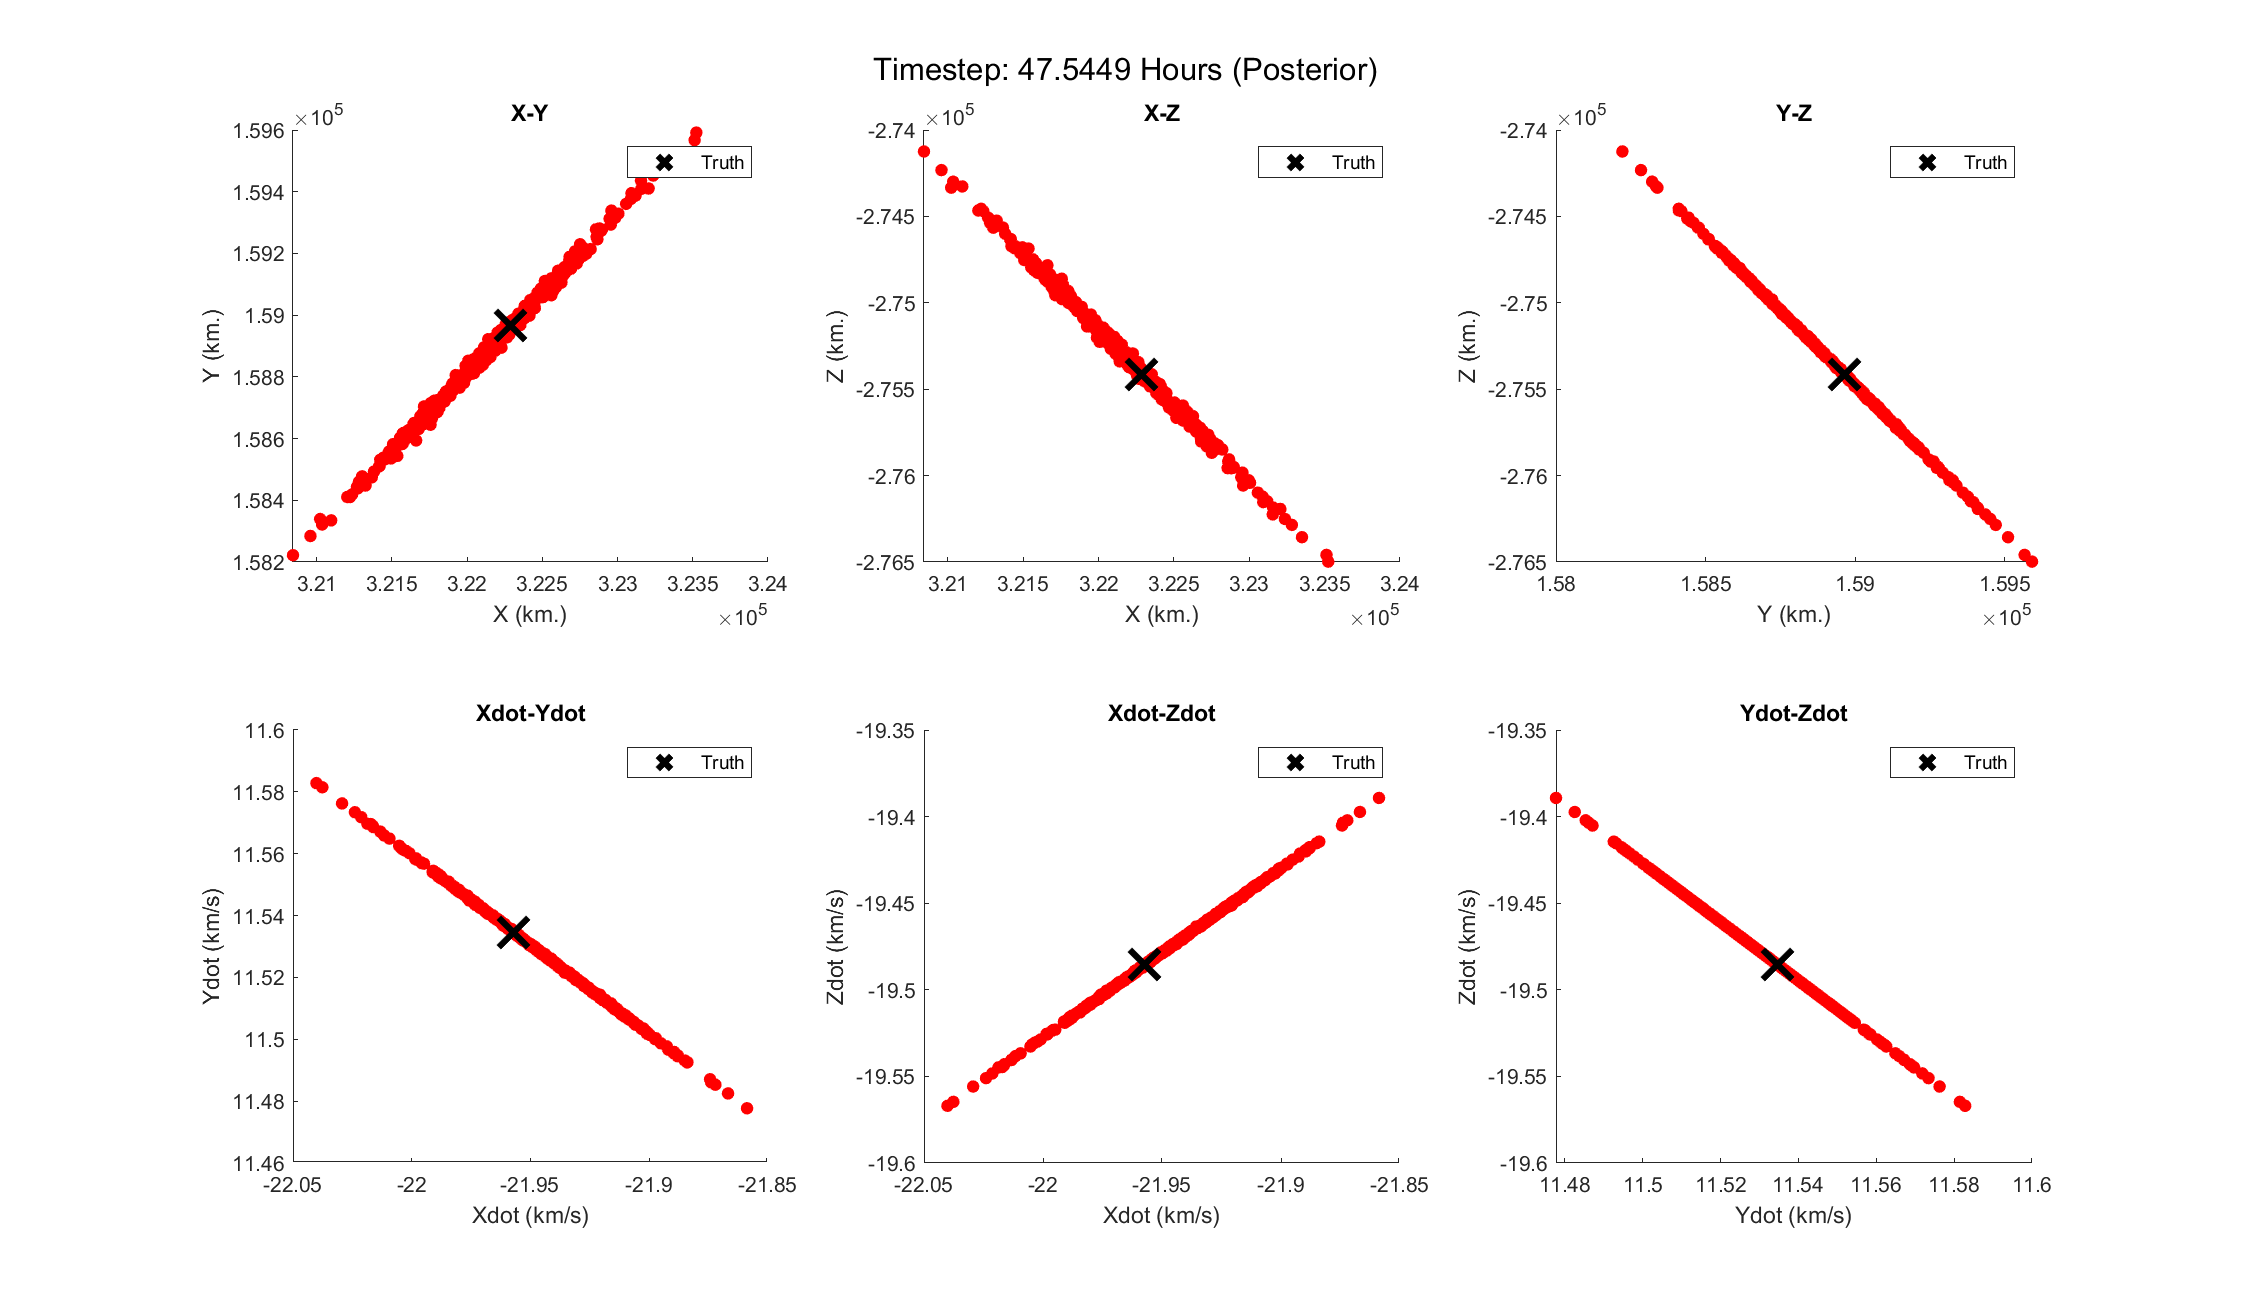 Timestep: 47.5449 Hours (Posterior)
X-Y
×10^5
1.596
1.594
1.592
1.59
1.588
1.586
1.584
1.582
Y (km.)
3.21 3.215 3.22 3.225 3.23 3.235 3.24
X (km.)
×10^5
Truth
X-Z
×10^5
-2.74
-2.745
-2.75
-2.755
-2.76
-2.765
Z (km.)
3.21 3.215 3.22 3.225 3.23 3.235 3.24
X (km.)
×10^5
Truth
Y-Z
×10^5
-2.74
-2.745
-2.75
-2.755
-2.76
-2.765
Z (km.)
1.58 1.585 1.59 1.595
Y (km.)
×10^5
Truth
Xdot-Ydot
11.6
11.58
11.56
11.54
11.52
11.5
11.48
11.46
Ydot (km/s)
-22.05 -22 -21.95 -21.9 -21.85
Xdot (km/s)
Truth
Xdot-Zdot
-19.35
-19.4
-19.45
-19.5
-19.55
-19.6
Zdot (km/s)
-22.05 -22 -21.95 -21.9 -21.85
Xdot (km/s)
Truth
Ydot-Zdot
-19.35
-19.4
-19.45
-19.5
-19.55
-19.6
Zdot (km/s)
11.48 11.5 11.52 11.54 11.56 11.58 11.6
Ydot (km/s)
Truth